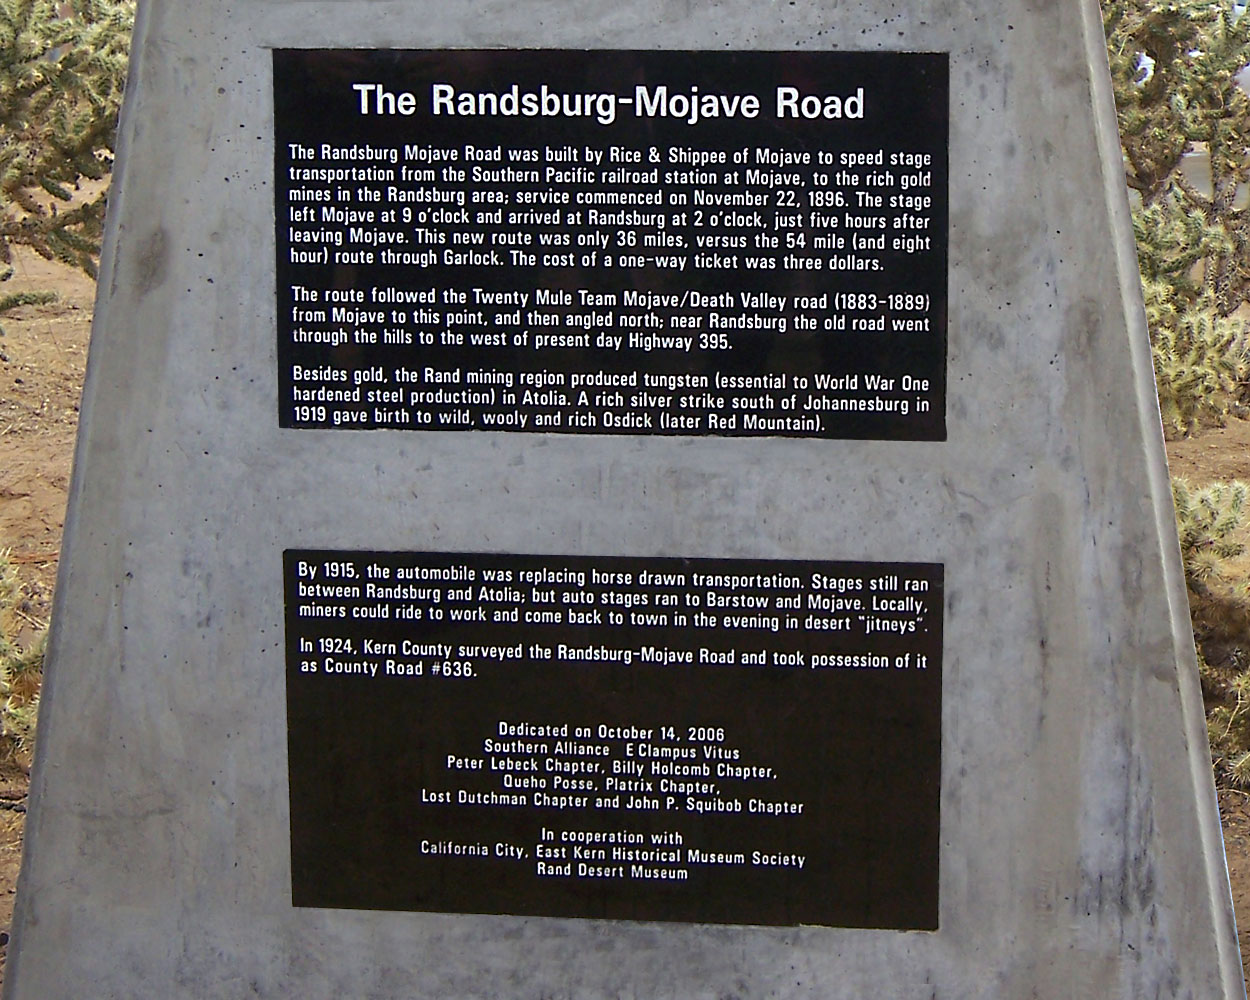 The Randsburg-Mojave Road
The Randsburg Mojave Road was built by Rice & Shippee of Mojave to speed stage
transportation from the Southern Pacific railroad station at Mojave, to the rich gold
mines in the Randsburg area; service commenced on November 22, 1896. The stage
left Mojave at 9 o'clock and arrived at Randsburg at 2 o'clock, just five hours after
leaving Mojave. This new route was only 36 miles, versus the 54 mile (and eight
hour) route through Garlock. The cost of a one-way ticket was three dollars.
The route followed the Twenty Mule Team Mojave/Death Valley road (1883-1889)
from Mojave to this point, and then angled north; near Randsburg the old road went
through the hills to the west of present day Highway 395.
Besides gold, the Rand mining region produced tungsten (essential to World War One
hardened steel production) in Atolia. A rich silver strike south of Johannesburg in
1919 gave birth to wild, wooly and rich Osdick (later Red Mountain).
By 1915, the automobile was replacing horse drawn transportation. Stages still ran
between Randsburg and Atolia; but auto stages ran to Barstow and Mojave. Locally,
miners could ride to work and come back to town in the evening in desert "jitneys".
In 1924, Kern County surveyed the Randsburg-Mojave Road and took possession of it
as County Road #636.
Dedicated on October 14, 2006
Southern Alliance E Clampus Vitus
Peter Lebeck Chapter, Billy Holcomb Chapter,
Queho Posse, Platrix Chapter,
Lost Dutchman Chapter and John P. Squibob Chapter
In cooperation with
California City, East Kern Historical Museum Society
Rand Desert Museum